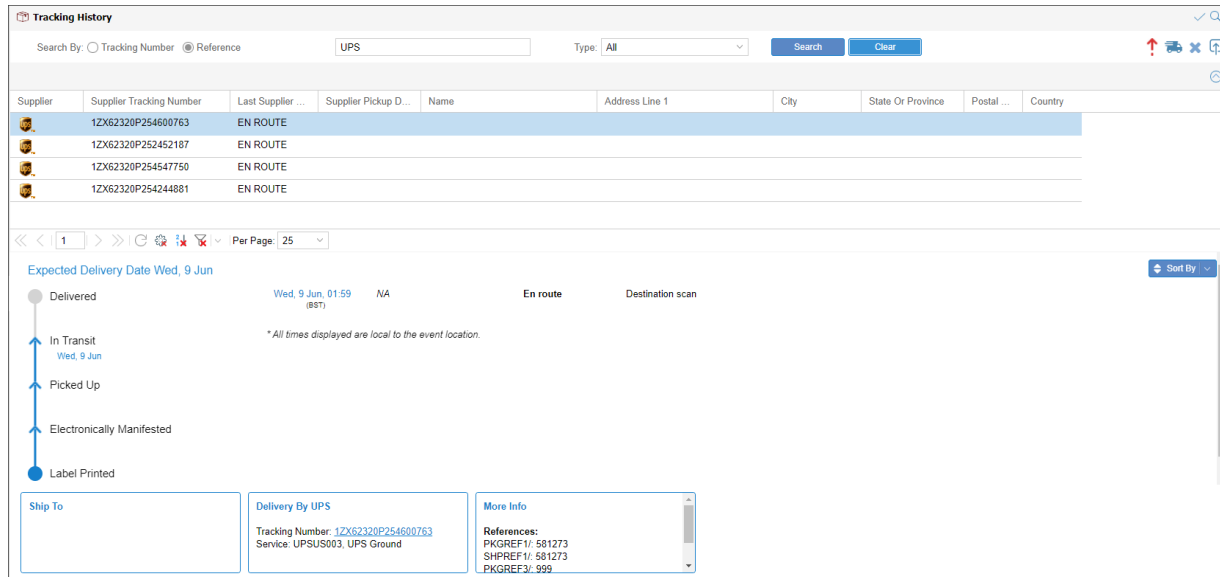 Tracking History
Search By: Tracking Number Reference UPS Type: All Search Clear
Supplier Supplier Tracking Number Last Supplier ... Supplier Pickup D... Name Address Line 1 City State Or Province Postal ... Country
1ZX62320P254600763 EN ROUTE
1ZX62320P252452187 EN ROUTE
1ZX62320P254547750 EN ROUTE
1ZX62320P254244881 EN ROUTE
1 Per Page: 25
Expected Delivery Date Wed, 9 Jun Sort By
Delivered Wed, 9 Jun, 01:59 NA En route Destination scan
(BST)
* All times displayed are local to the event location.
In Transit
Wed, 9 Jun
Picked Up
Electronically Manifested
Label Printed
Ship To
Delivery By UPS
Tracking Number: 1ZX62320P254600763
Service: UPSUS003, UPS Ground
More Info
References:
PKGREF1/: 581273
SHPREF1/: 581273
PKGREF3/: 999